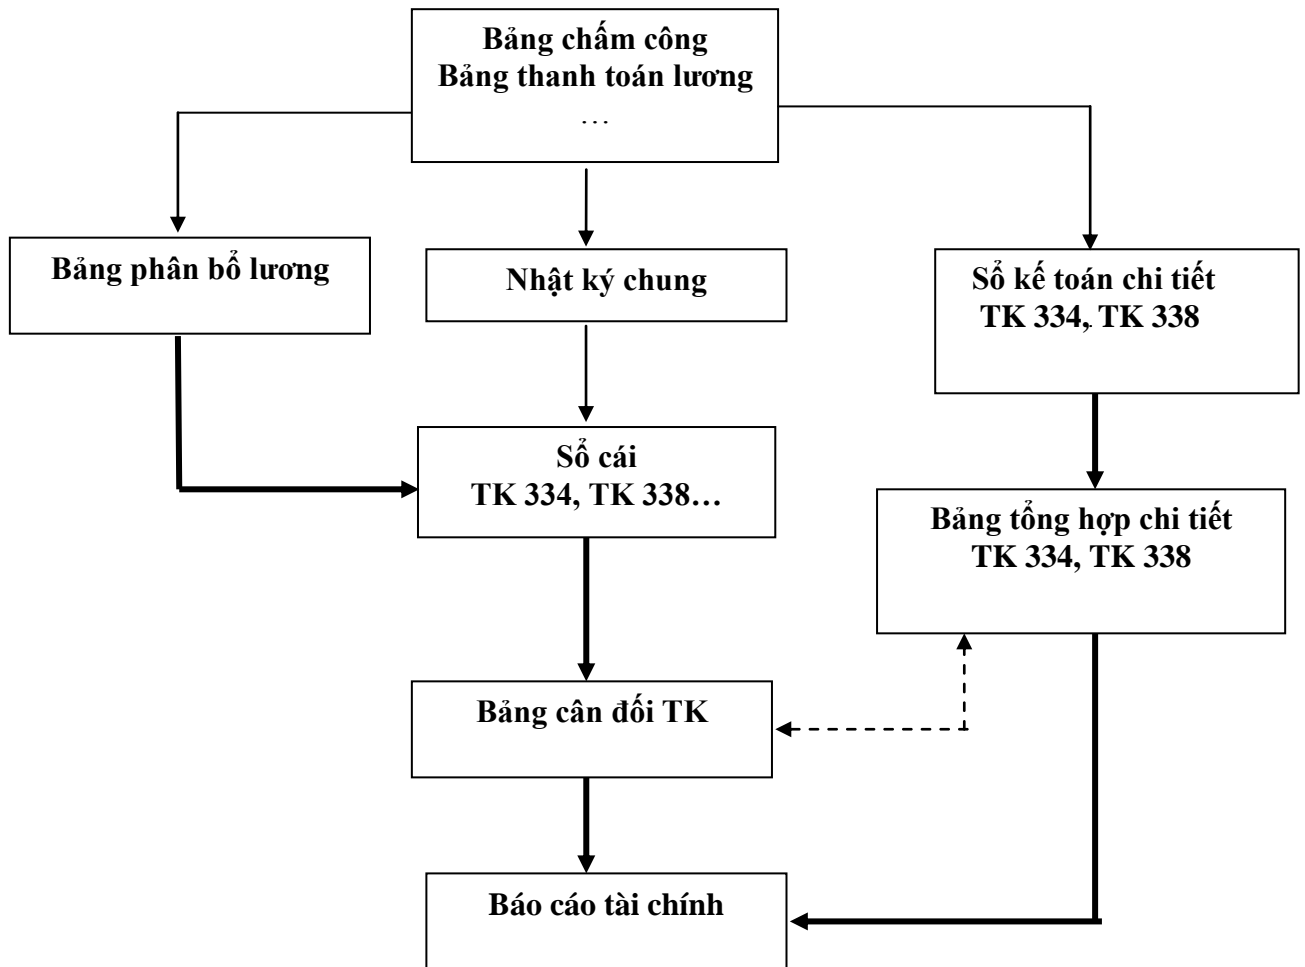 Bảng chấm công
Bảng thanh toán lương
…
Bảng phân bổ lương
Nhật ký chung
Sổ kế toán chi tiết
TK 334, TK 338
Sổ cái
TK 334, TK 338…
Bảng tổng hợp chi tiết
TK 334, TK 338
Bảng cân đối TK
Báo cáo tài chính